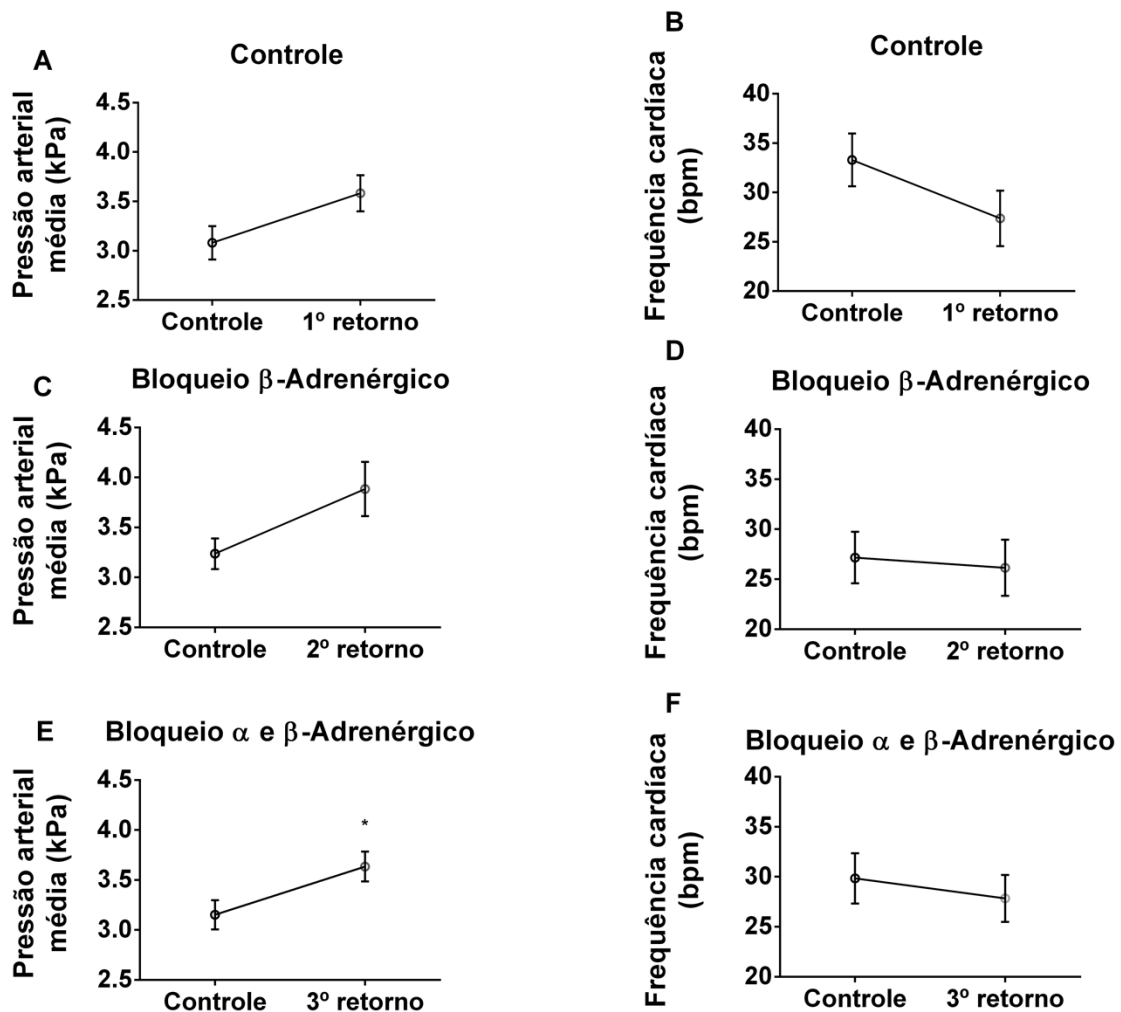 A
Controle
Pressão arterial
média (kPa)
4.5
4.0
3.5
3.0
2.5
Controle 1º retorno
B
Controle
Frequência cardíaca
(bpm)
40
35
30
25
20
Controle 1º retorno
C
Bloqueio β-Adrenérgico
Pressão arterial
média (kPa)
4.5
4.0
3.5
3.0
2.5
Controle 2º retorno
D
Bloqueio β-Adrenérgico
Frequência cardíaca
(bpm)
40
35
30
25
20
Controle 2º retorno
E
Bloqueio α e β-Adrenérgico
Pressão arterial
média (kPa)
4.5
4.0
3.5
3.0
2.5
*
Controle 3º retorno
F
Bloqueio α e β-Adrenérgico
Frequência cardíaca
(bpm)
40
35
30
25
20
Controle 3º retorno